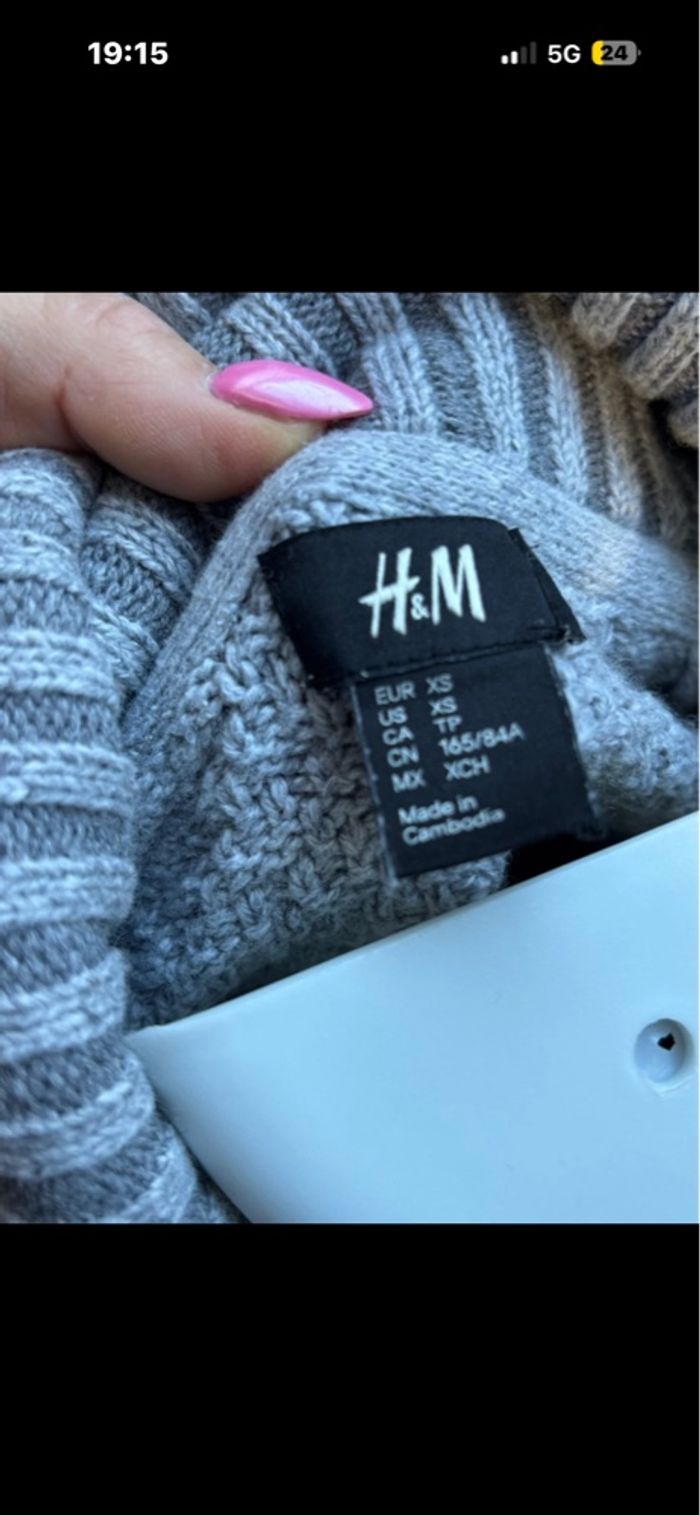 19:15 5G 24
H&M
EUR XS
US XS
CA TP
CN 165/84A
MX XCH
Made in
Cambodia